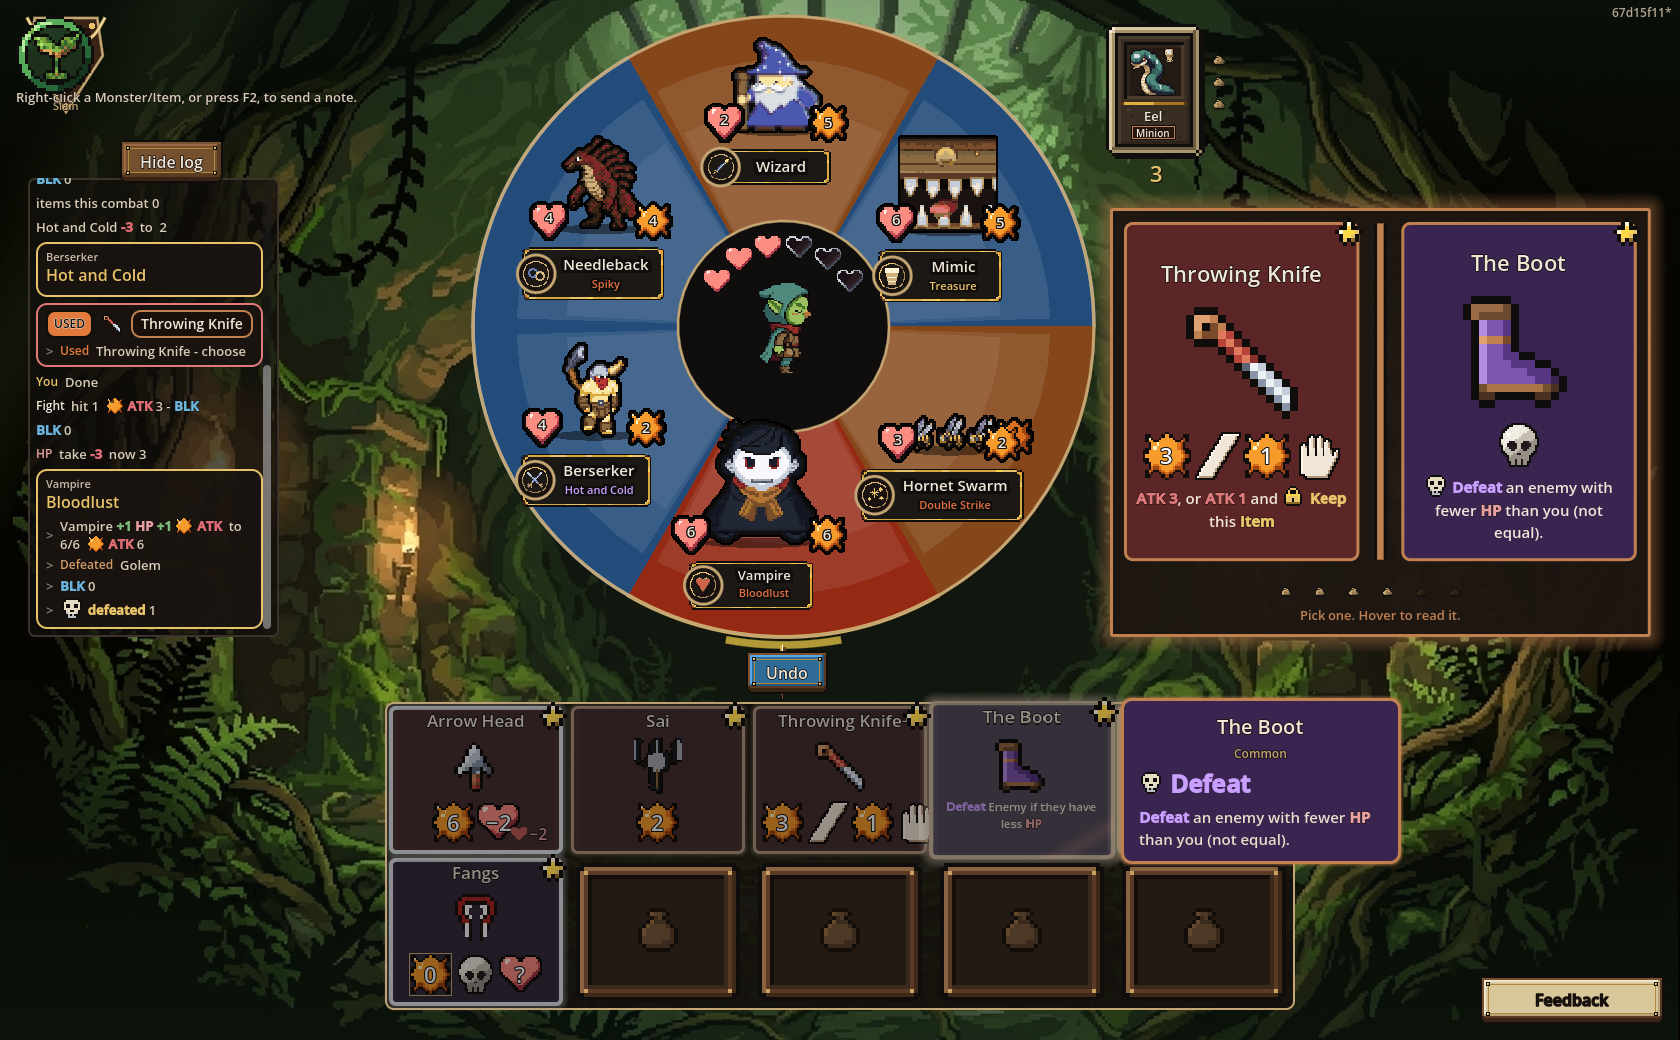 67d15f11*
Right-click a Monster/Item, or press F2, to send a note.
Slam
Hide log
BLK 0
items this combat 0
Hot and Cold -3 to 2
Berserker
Hot and Cold
USED Throwing Knife
> Used Throwing Knife - choose
You Done
Fight hit 1 ATK 3 - BLK
BLK 0
HP take -3 now 3
Vampire
Bloodlust
> Vampire +1 HP +1 ATK to
6/6 ATK 6
> Defeated Golem
> BLK 0
> defeated 1
2
5
Wizard
4
4
Needleback
Spiky
6
5
Mimic
Treasure
4
2
Berserker
Hot and Cold
3
2
Hornet Swarm
Double Strike
6
6
Vampire
Bloodlust
Undo
Eel
Minion
3
Throwing Knife
3
1
ATK 3, or ATK 1 and Keep
this Item
The Boot
Defeat an enemy with
fewer HP than you (not
equal).
Pick one. Hover to read it.
Arrow Head
6
-2
-2
Sai
2
Throwing Knife
3
1
The Boot
Defeat Enemy if they have
less HP
The Boot
Common
Defeat
Defeat an enemy with fewer HP
than you (not equal).
Fangs
0
?
Feedback